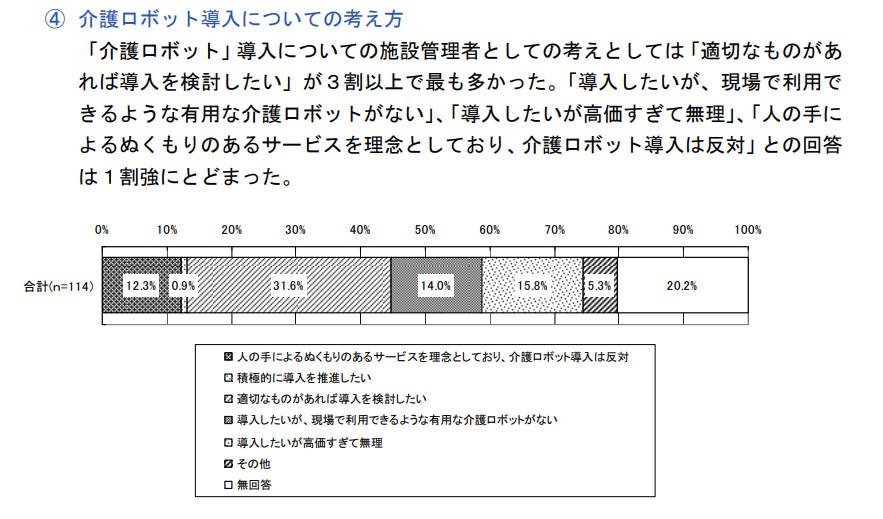 ④ 介護ロボット導入についての考え方
「介護ロボット」導入についての施設管理者としての考えとしては「適切なものがあ
れば導入を検討したい」が３割以上で最も多かった。「導入したいが、現場で利用で
きるような有用な介護ロボットがない」、「導入したいが高価すぎて無理」、「人の手に
よるぬくもりのあるサービスを理念としており、介護ロボット導入は反対」との回答
は１割強にとどまった。
0% 10% 20% 30% 40% 50% 60% 70% 80% 90% 100%
合計(n=114) 12.3% 0.9% 31.6% 14.0% 15.8% 5.3% 20.2%
人の手によるぬくもりのあるサービスを理念としており、介護ロボット導入は反対
積極的に導入を推進したい
適切なものがあれば導入を検討したい
導入したいが、現場で利用できるような有用な介護ロボットがない
導入したいが高価すぎて無理
その他
無回答